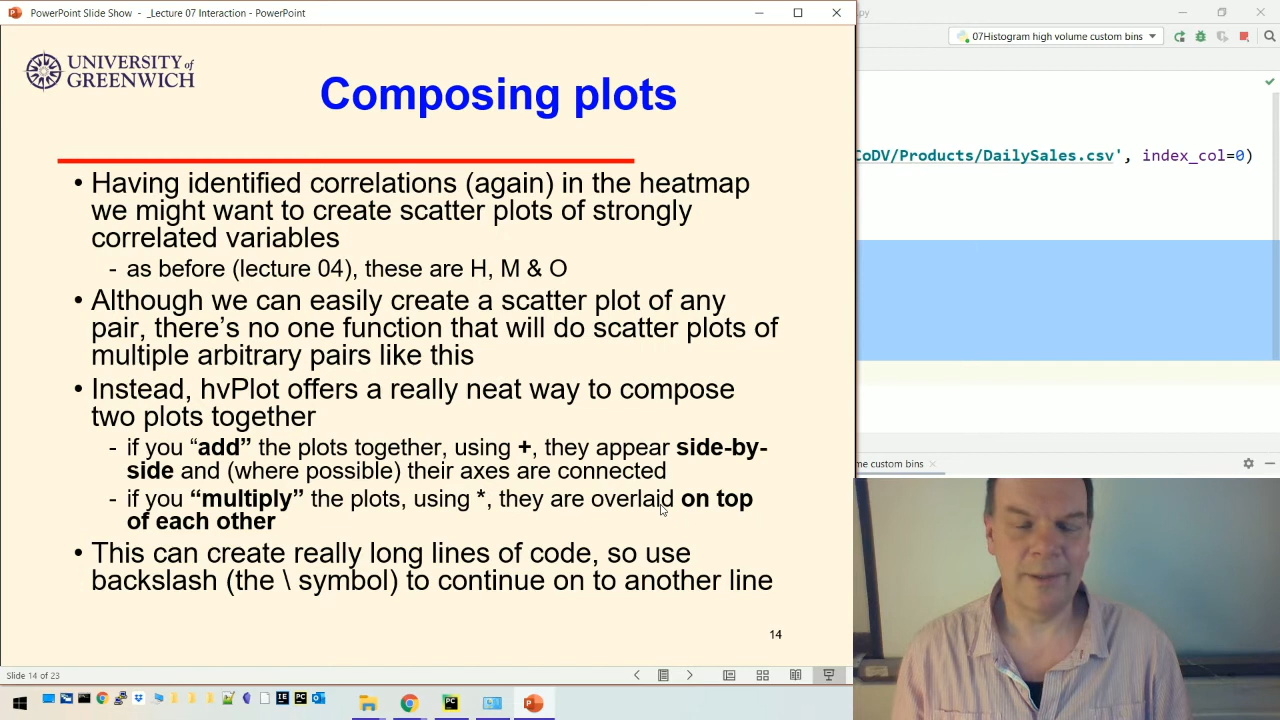 PowerPoint Slide Show - _Lecture 07 Interaction - PowerPoint
UNIVERSITY of
GREENWICH
Composing plots
• Having identified correlations (again) in the heatmap
we might want to create scatter plots of strongly
correlated variables
- as before (lecture 04), these are H, M & O
• Although we can easily create a scatter plot of any
pair, there's no one function that will do scatter plots of
multiple arbitrary pairs like this
• Instead, hvPlot offers a really neat way to compose
two plots together
- if you “add” the plots together, using +, they appear side-by-
side and (where possible) their axes are connected
- if you “multiply” the plots, using *, they are overlaid on top
of each other
• This can create really long lines of code, so use
backslash (the \ symbol) to continue on to another line
14
Slide 14 of 23
.py
07Histogram high volume custom bins
CoDV/Products/DailySales.csv', index_col=0)
me custom bins